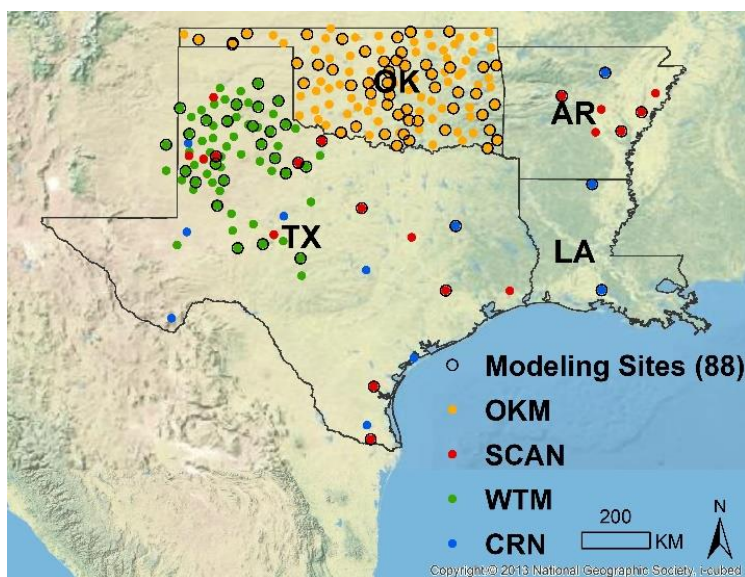 OK
AR
TX
LA
Modeling Sites (88)
OKM
SCAN
WTM
CRN
200
KM
N
Copyright:© 2013 National Geographic Society, i-cubed